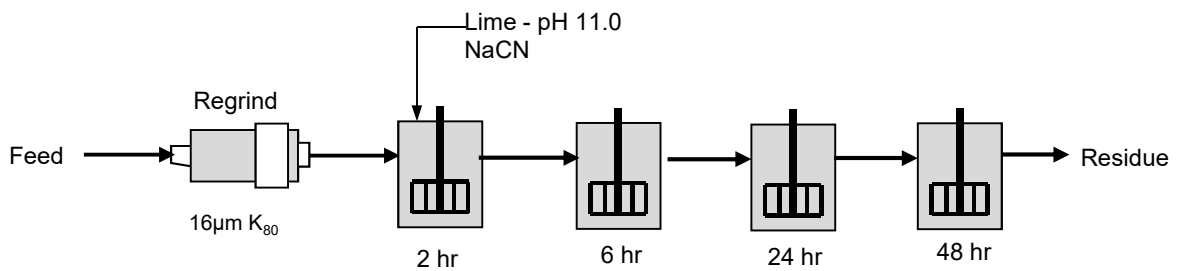 Lime - pH 11.0
NaCN
Regrind
Feed
Residue
16µm K₈₀
2 hr
6 hr
24 hr
48 hr